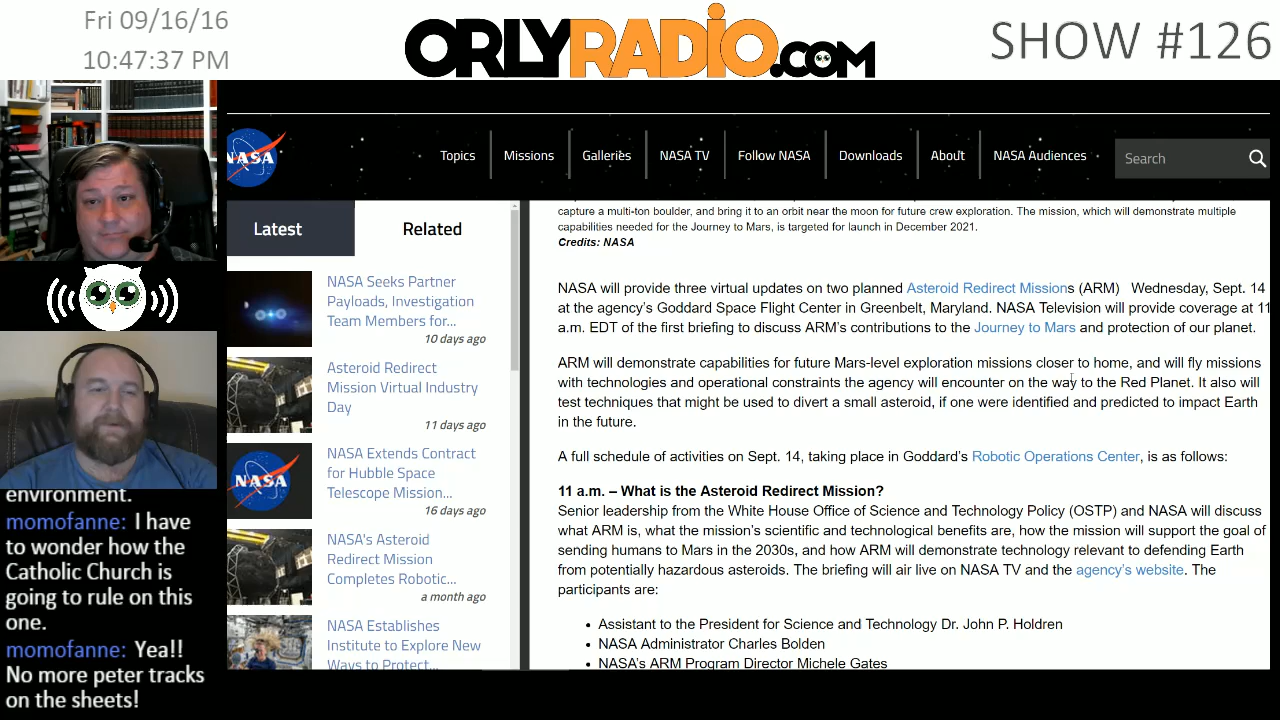 Fri 09/16/16
10:47:37 PM
ORLYRADIO.COM
SHOW #126
NASA
Topics
Missions
Galleries
NASA TV
Follow NASA
Downloads
About
NASA Audiences
Search
Latest
Related
NASA Seeks Partner
Payloads, Investigation
Team Members for...
10 days ago
Asteroid Redirect
Mission Virtual Industry
Day
11 days ago
NASA
NASA Extends Contract
for Hubble Space
Telescope Mission...
16 days ago
NASA's Asteroid
Redirect Mission
Completes Robotic...
a month ago
NASA Establishes
Institute to Explore New
Ways to Protect...
capture a multi-ton boulder, and bring it to an orbit near the moon for future crew exploration. The mission, which will demonstrate multiple
capabilities needed for the Journey to Mars, is targeted for launch in December 2021.
Credits: NASA
NASA will provide three virtual updates on two planned Asteroid Redirect Missions (ARM) Wednesday, Sept. 14
at the agency's Goddard Space Flight Center in Greenbelt, Maryland. NASA Television will provide coverage at 11
a.m. EDT of the first briefing to discuss ARM's contributions to the Journey to Mars and protection of our planet.
ARM will demonstrate capabilities for future Mars-level exploration missions closer to home, and will fly missions
with technologies and operational constraints the agency will encounter on the way to the Red Planet. It also will
test techniques that might be used to divert a small asteroid, if one were identified and predicted to impact Earth
in the future.
A full schedule of activities on Sept. 14, taking place in Goddard's Robotic Operations Center, is as follows:
11 a.m. – What is the Asteroid Redirect Mission?
Senior leadership from the White House Office of Science and Technology Policy (OSTP) and NASA will discuss
what ARM is, what the mission's scientific and technological benefits are, how the mission will support the goal of
sending humans to Mars in the 2030s, and how ARM will demonstrate technology relevant to defending Earth
from potentially hazardous asteroids. The briefing will air live on NASA TV and the agency's website. The
participants are:
• Assistant to the President for Science and Technology Dr. John P. Holdren
• NASA Administrator Charles Bolden
• NASA's ARM Program Director Michele Gates
environment.
momofanne: I have
to wonder how the
Catholic Church is
going to rule on this
one.
momofanne: Yea!!
No more peter tracks
on the sheets!